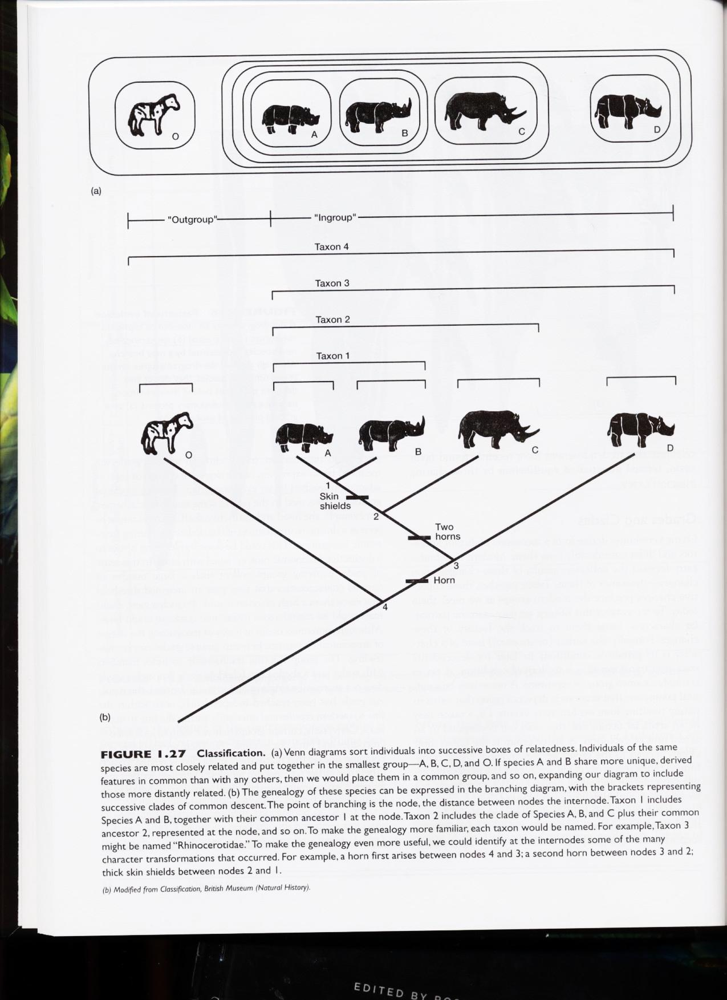 O
A
B
C
D
(a)
"Outgroup" "Ingroup"
Taxon 4
Taxon 3
Taxon 2
Taxon 1
O
A
B
C
D
1
Skin
shields
2
Two
horns
3
Horn
4
(b)
FIGURE 1.27 Classification. (a) Venn diagrams sort individuals into successive boxes of relatedness. Individuals of the same
species are most closely related and put together in the smallest group—A, B, C, D, and O. If species A and B share more unique, derived
features in common than with any others, then we would place them in a common group, and so on, expanding our diagram to include
those more distantly related. (b) The genealogy of these species can be expressed in the branching diagram, with the brackets representing
successive clades of common descent. The point of branching is the node, the distance between nodes the internode. Taxon 1 includes
Species A and B, together with their common ancestor 1 at the node. Taxon 2 includes the clade of Species A, B, and C plus their common
ancestor 2, represented at the node, and so on. To make the genealogy more familiar, each taxon would be named. For example, Taxon 3
might be named "Rhinocerotidae." To make the genealogy even more useful, we could identify at the internodes some of the many
character transformations that occurred. For example, a horn first arises between nodes 4 and 3; a second horn between nodes 3 and 2;
thick skin shields between nodes 2 and 1.
(b) Modified from Classification, British Museum (Natural History).
EDITED BY